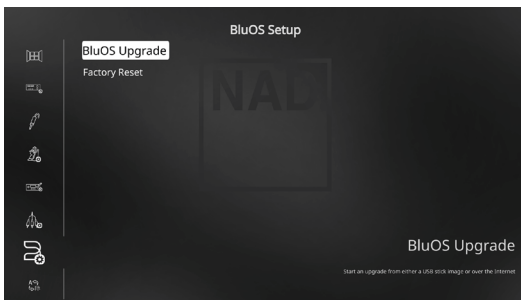 BluOS Setup
BluOS Upgrade
Factory Reset
NAD
BluOS Upgrade
Start an upgrade from either a USB stick image or over the Internet